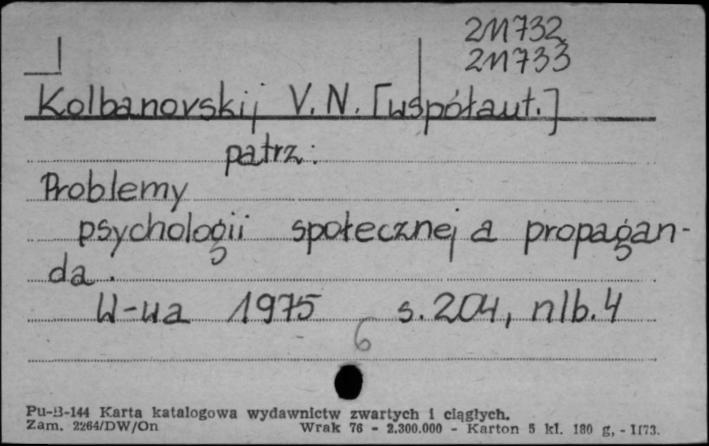 211732
211733
Kolbanovskij V. N. [współaut.]
patrz:
Problemy
psychologii społecznej a propagan-
da.
W-wa 1975 s. 204, nlb. 4
6
Pu-B-144 Karta katalogowa wydawnictw zwartych i ciągłych.
Zam. 2264/DW/On Wrak 76 - 2.300.000 - Karton 5 kl. 180 g, - 1173.